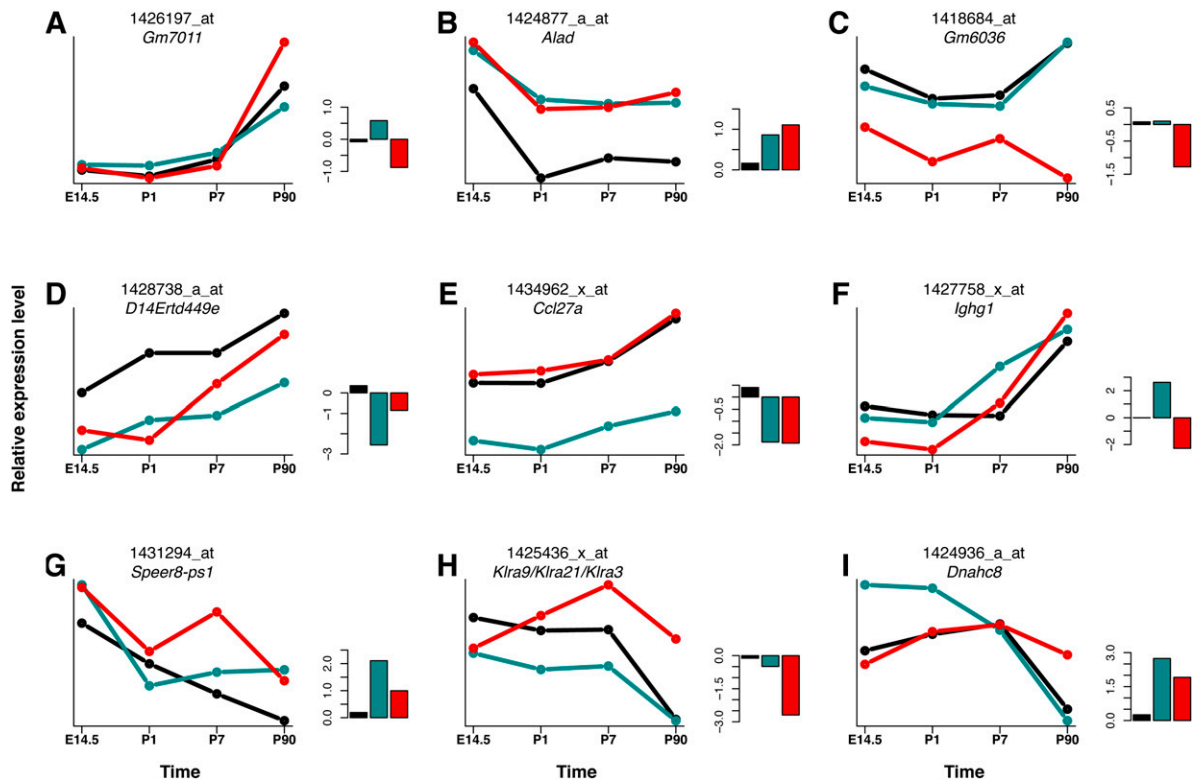 A
1426197_at
Gm7011
1.0
0.0
−1.0
E14.5 P1 P7 P90
B
1424877_a_at
Alad
1.0
0.0
E14.5 P1 P7 P90
C
1418684_at
Gm6036
0.5
−0.5
−1.5
E14.5 P1 P7 P90
Relative expression level
D
1428738_a_at
D14Ertd449e
0
−1
−3
E14.5 P1 P7 P90
E
1434962_x_at
Ccl27a
−0.5
−2.0
E14.5 P1 P7 P90
F
1427758_x_at
Ighg1
2
0
−2
E14.5 P1 P7 P90
G
1431294_at
Speer8-ps1
2.0
1.0
0.0
E14.5 P1 P7 P90
Time
H
1425436_x_at
Klra9/Klra21/Klra3
0.0
−1.5
−3.0
E14.5 P1 P7 P90
Time
I
1424936_a_at
Dnahc8
3.0
1.5
0.0
E14.5 P1 P7 P90
Time